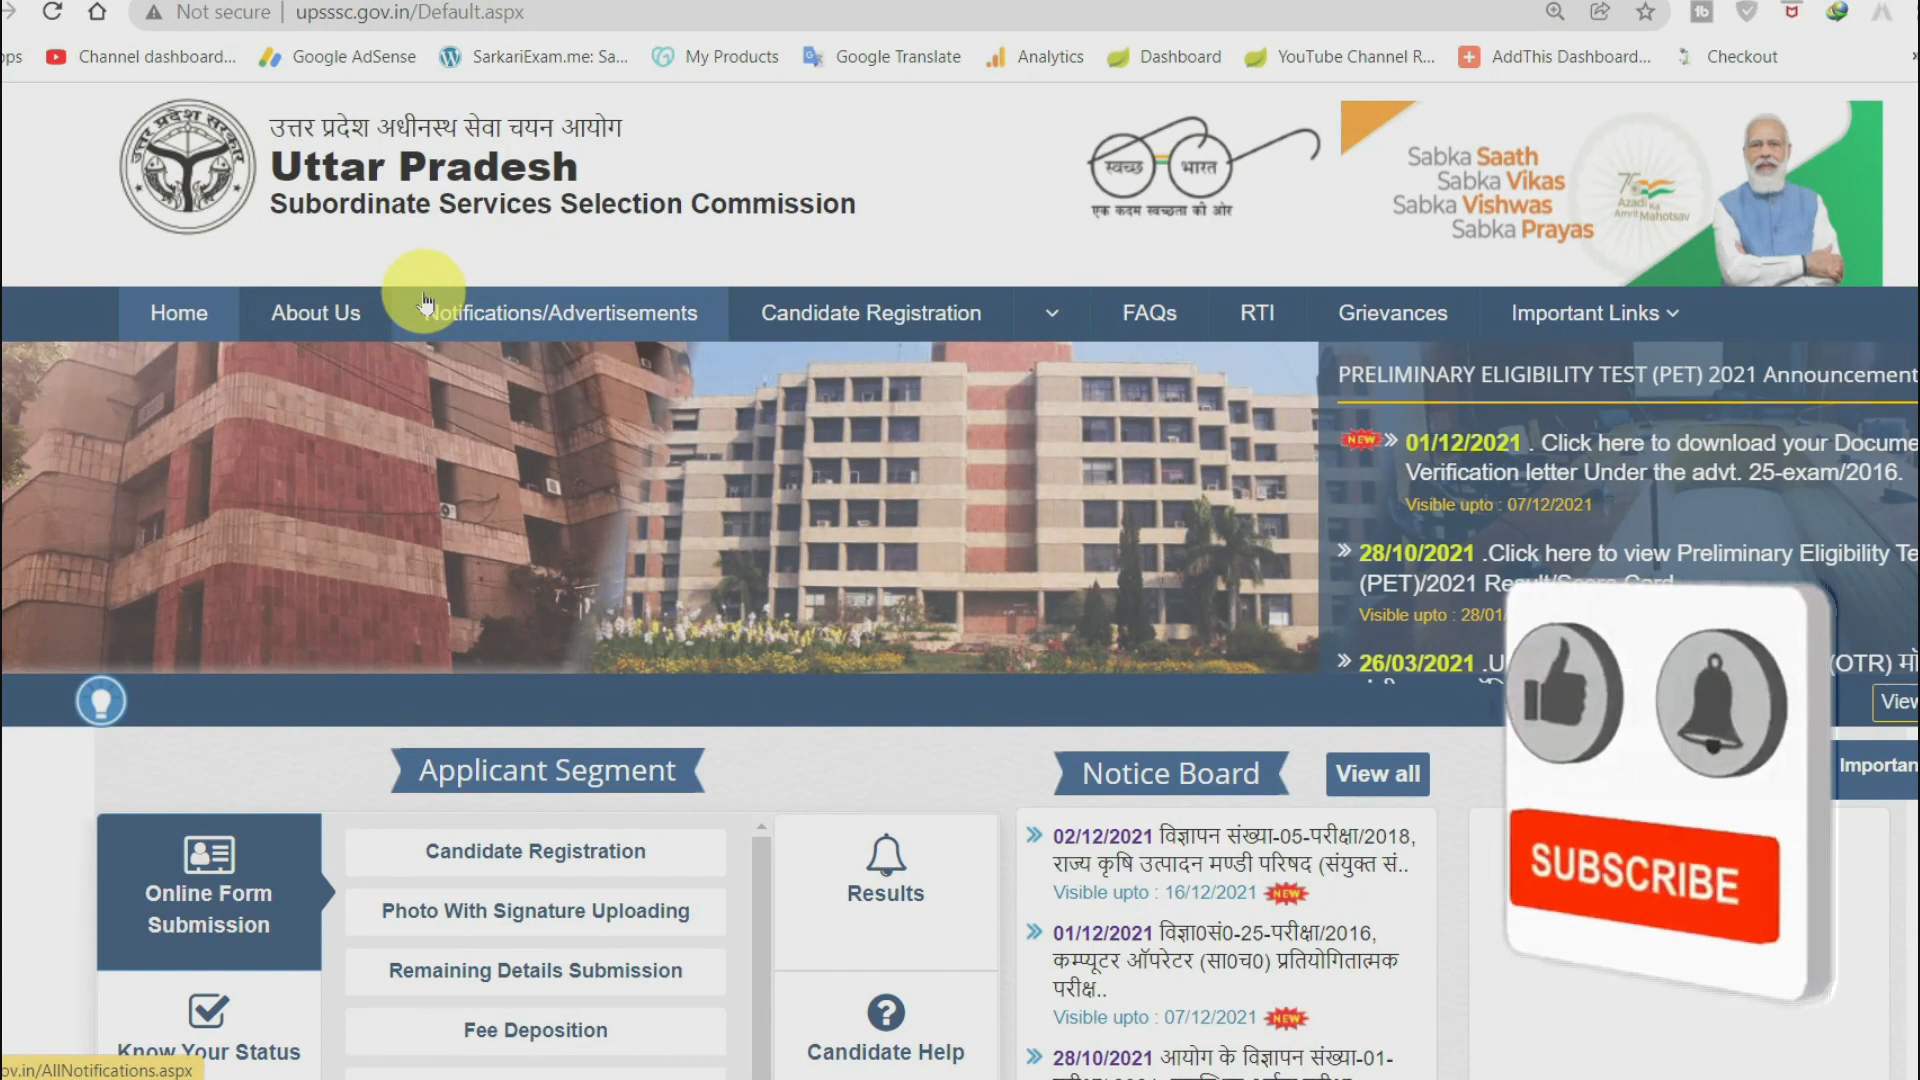 Not secure | upsssc.gov.in/Default.aspx
Channel dashboard... Google AdSense SarkariExam.me: Sa... My Products Google Translate Analytics Dashboard YouTube Channel R... AddThis Dashboard... Checkout
उत्तर प्रदेश अधीनस्थ सेवा चयन आयोग
Uttar Pradesh
Subordinate Services Selection Commission
स्वच्छ भारत
एक कदम स्वच्छता की ओर
Sabka Saath
Sabka Vikas
Sabka Vishwas
Sabka Prayas
Azadi Ka
Amrit Mahotsav
Home About Us Notifications/Advertisements Candidate Registration FAQs RTI Grievances Important Links
PRELIMINARY ELIGIBILITY TEST (PET) 2021 Announcement
NEW 01/12/2021 . Click here to download your Docume
Verification letter Under the advt. 25-exam/2016.
Visible upto : 07/12/2021
28/10/2021 .Click here to view Preliminary Eligibility Te
(PET)/2021 Result/Score Card
Visible upto : 28/01
26/03/2021 .U (OTR)
View
Applicant Segment
Notice Board
View all
Importan
Online Form
Submission
Know Your Status
Candidate Registration
Photo With Signature Uploading
Remaining Details Submission
Fee Deposition
Results
Candidate Help
02/12/2021 विज्ञापन संख्या-05-परीक्षा/2018,
राज्य कृषि उत्पादन मण्डी परिषद (संयुक्त सं..
Visible upto : 16/12/2021 NEW
01/12/2021 विज्ञा0सं0-25-परीक्षा/2016,
कम्प्यूटर ऑपरेटर (सा0च0) प्रतियोगितात्मक
परीक्ष..
Visible upto : 07/12/2021 NEW
28/10/2021 आयोग के विज्ञापन संख्या-01-
SUBSCRIBE
ov.in/AllNotifications.aspx